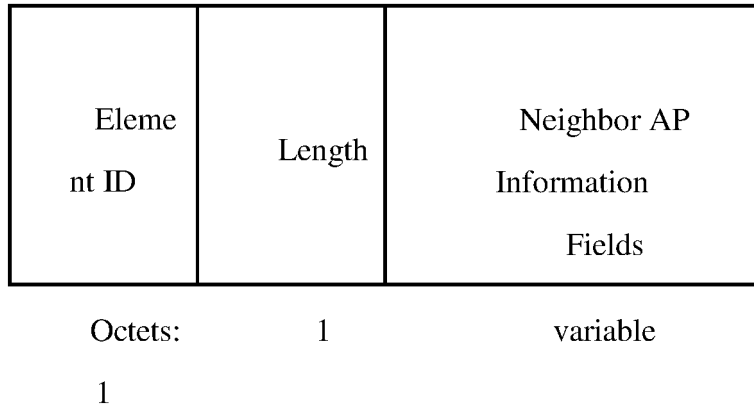 Eleme
nt ID
Length
Neighbor AP
Information
Fields
Octets:
1
1
variable